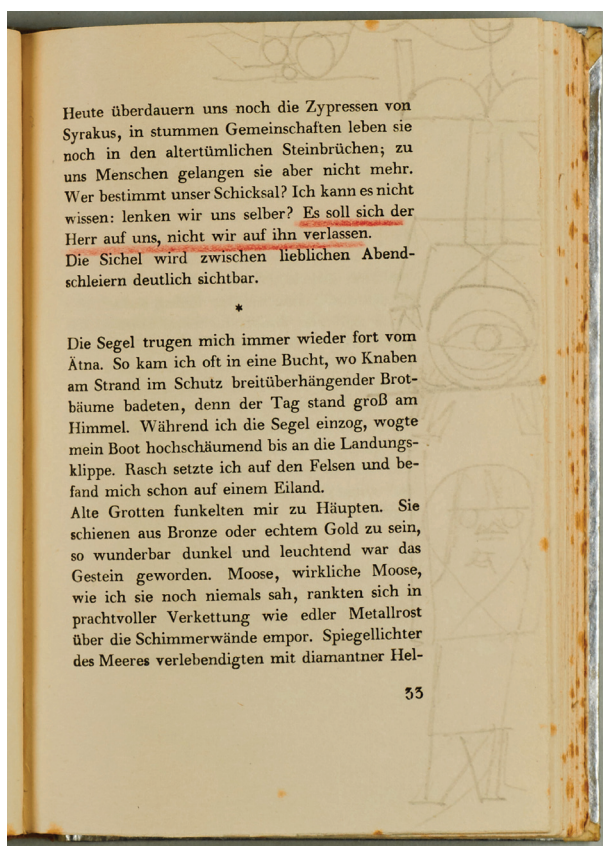 Heute überdauern uns noch die Zypressen von
Syrakus, in stummen Gemeinschaften leben sie
noch in den altertümlichen Steinbrüchen; zu
uns Menschen gelangen sie aber nicht mehr.
Wer bestimmt unser Schicksal? Ich kann es nicht
wissen: lenken wir uns selber? Es soll sich der
Herr auf uns, nicht wir auf ihn verlassen.
Die Sichel wird zwischen lieblichen Abend-
schleiern deutlich sichtbar.
*
Die Segel trugen mich immer wieder fort vom
Ätna. So kam ich oft in eine Bucht, wo Knaben
am Strand im Schutz breitüberhängender Brot-
bäume badeten, denn der Tag stand groß am
Himmel. Während ich die Segel einzog, wogte
mein Boot hochschäumend bis an die Landungs-
klippe. Rasch setzte ich auf den Felsen und be-
fand mich schon auf einem Eiland.
Alte Grotten funkelten mir zu Häupten. Sie
schienen aus Bronze oder echtem Gold zu sein,
so wunderbar dunkel und leuchtend war das
Gestein geworden. Moose, wirkliche Moose,
wie ich sie noch niemals sah, rankten sich in
prachtvoller Verkettung wie edler Metallrost
über die Schimmerwände empor. Spiegellichter
des Meeres verlebendigten mit diamantner Hel-
33